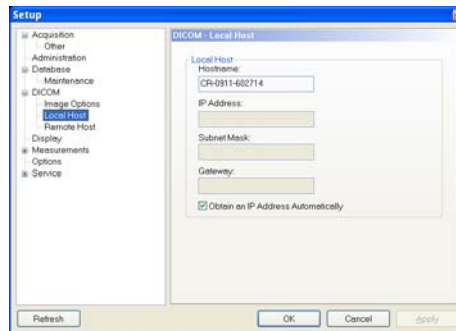 Setup
Acquisition
Other
Administration
Database
Maintenance
DICOM
Image Options
Local Host
Remote Host
Display
Measurements
Options
Service
DICOM - Local Host
Local Host
Hostname:
CR-0911-602714
IP Address:
Subnet Mask:
Gateway:
Obtain an IP Address Automatically
Refresh
OK
Cancel
Apply